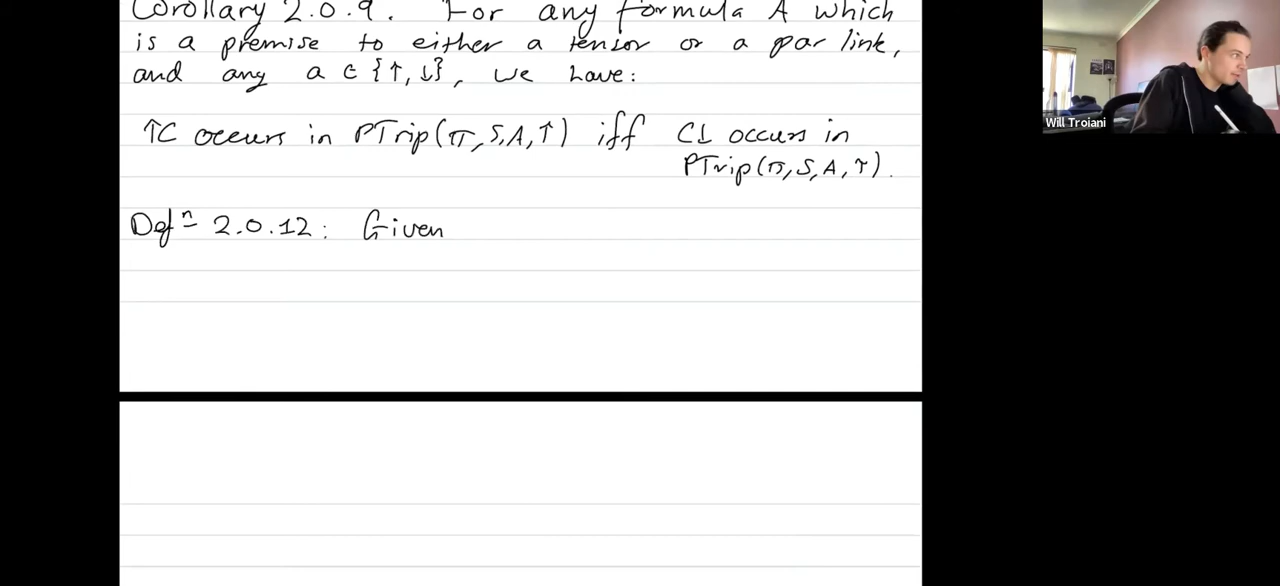 Corollary 2.0.9. For any formula A which
is a premise to either a tensor or a par link,
and any a ∈ {↑, ↓}, we have:
↑C occurs in PTrip(π, S, A, ↑) iff C↓ occurs in
PTrip(π, S, A, ↑).
Defⁿ 2.0.12: Given
Will Troiani